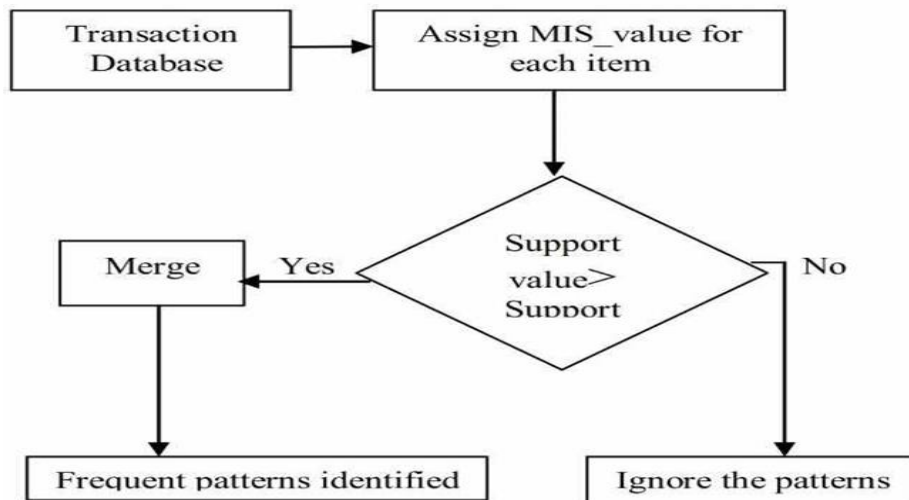 Transaction
Database
Assign MIS_value for
each item
Support
value>
Support
Merge
Yes
No
Frequent patterns identified
Ignore the patterns